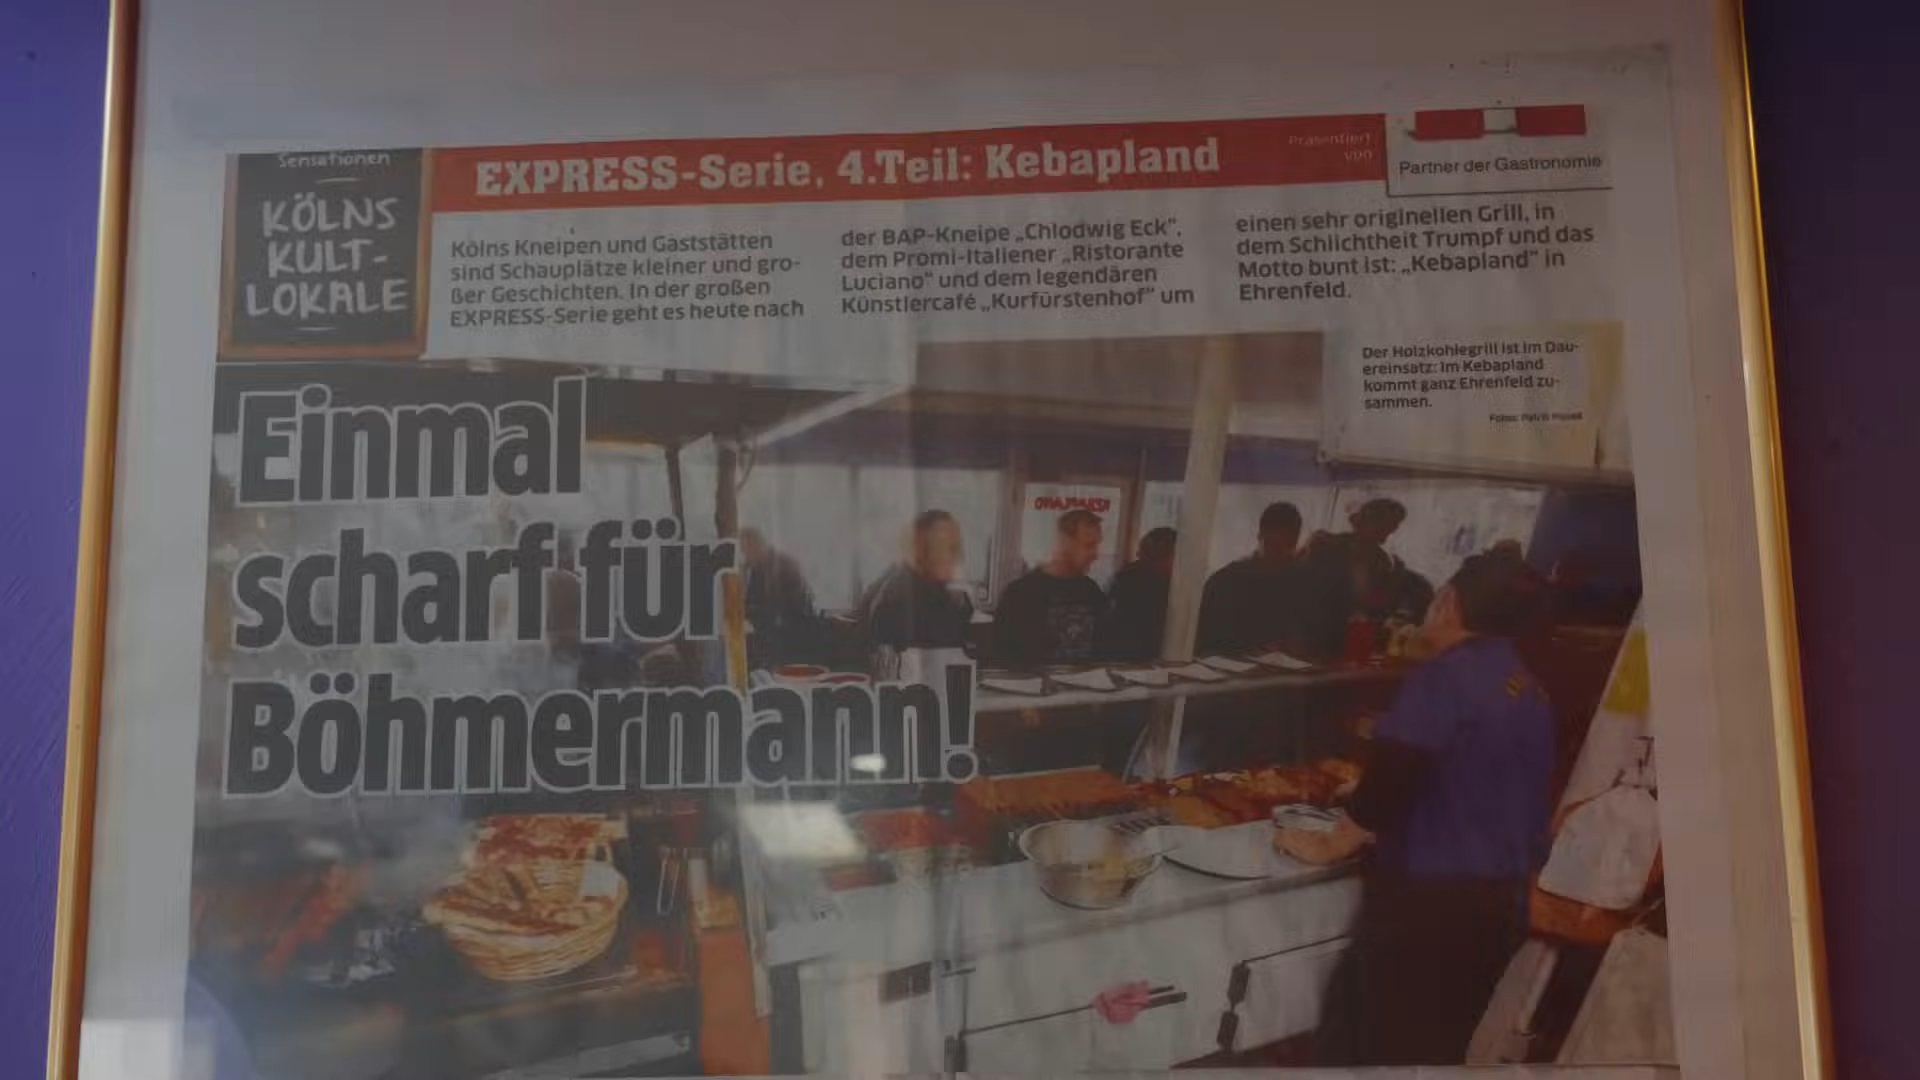 Sensationen
KÖLNS
KULT-
LOKALE
EXPRESS-Serie, 4.Teil: Kebapland
Präsentiert
von
Partner der Gastronomie
Kölns Kneipen und Gaststätten
sind Schauplätze kleiner und gro-
ßer Geschichten. In der großen
EXPRESS-Serie geht es heute nach
der BAP-Kneipe „Chlodwig Eck“,
dem Promi-Italiener „Ristorante
Luciano“ und dem legendären
Künstlercafé „Kurfürstenhof“ um
einen sehr originellen Grill, in
dem Schlichtheit Trumpf und das
Motto bunt ist: „Kebapland“ in
Ehrenfeld.
Der Holzkohlegrill ist im Dau-
ereinsatz: Im Kebapland
kommt ganz Ehrenfeld zu-
sammen.
Einmal
scharf für
Böhmermann!